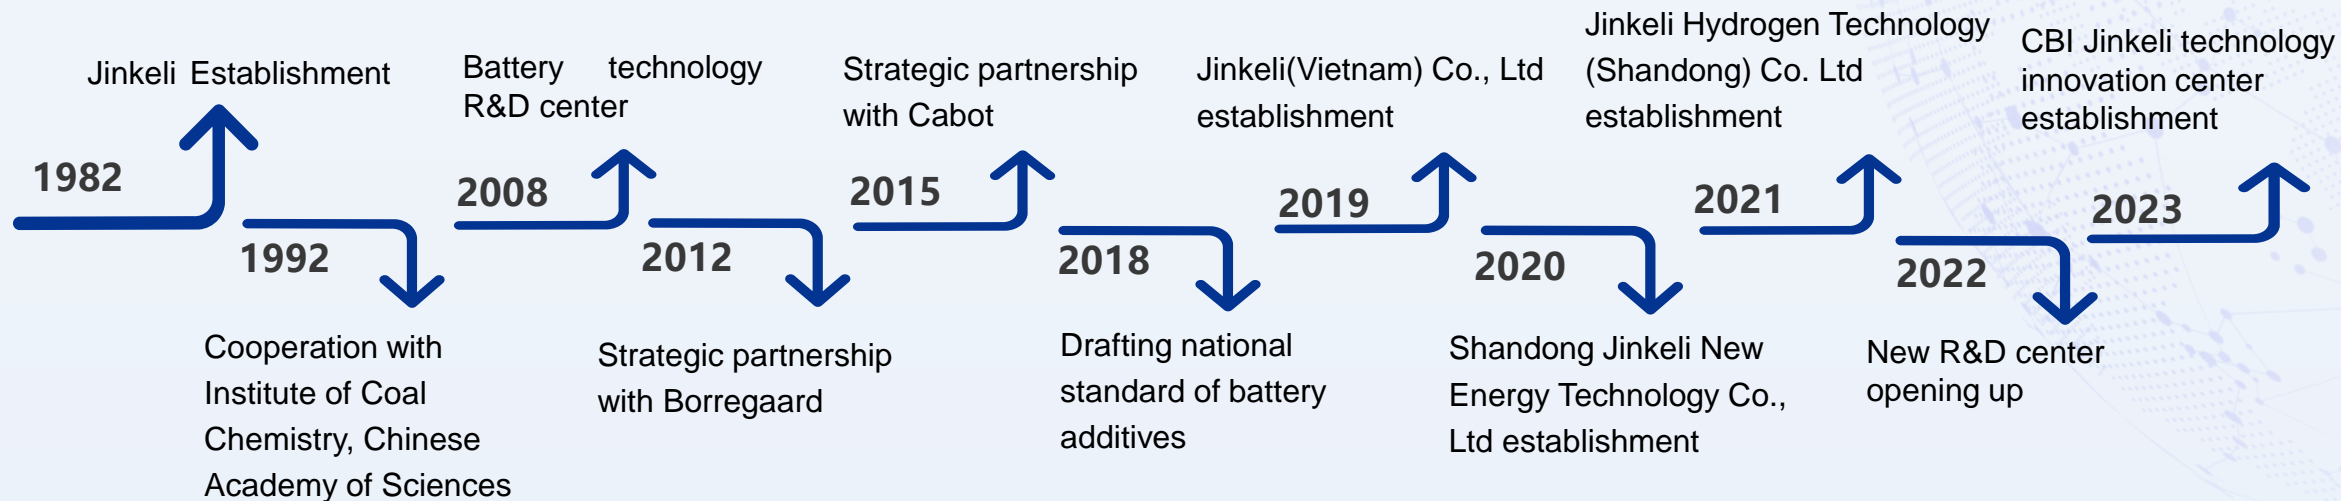 1982
Jinkeli Establishment
1992
Cooperation with
Institute of Coal
Chemistry, Chinese
Academy of Sciences
2008
Battery technology
R&D center
2012
Strategic partnership
with Borregaard
2015
Strategic partnership
with Cabot
2018
Drafting national
standard of battery
additives
2019
Jinkeli(Vietnam) Co., Ltd
establishment
2020
Shandong Jinkeli New
Energy Technology Co.,
Ltd establishment
2021
Jinkeli Hydrogen Technology
(Shandong) Co. Ltd
establishment
2022
New R&D center
opening up
2023
CBI Jinkeli technology
innovation center
establishment